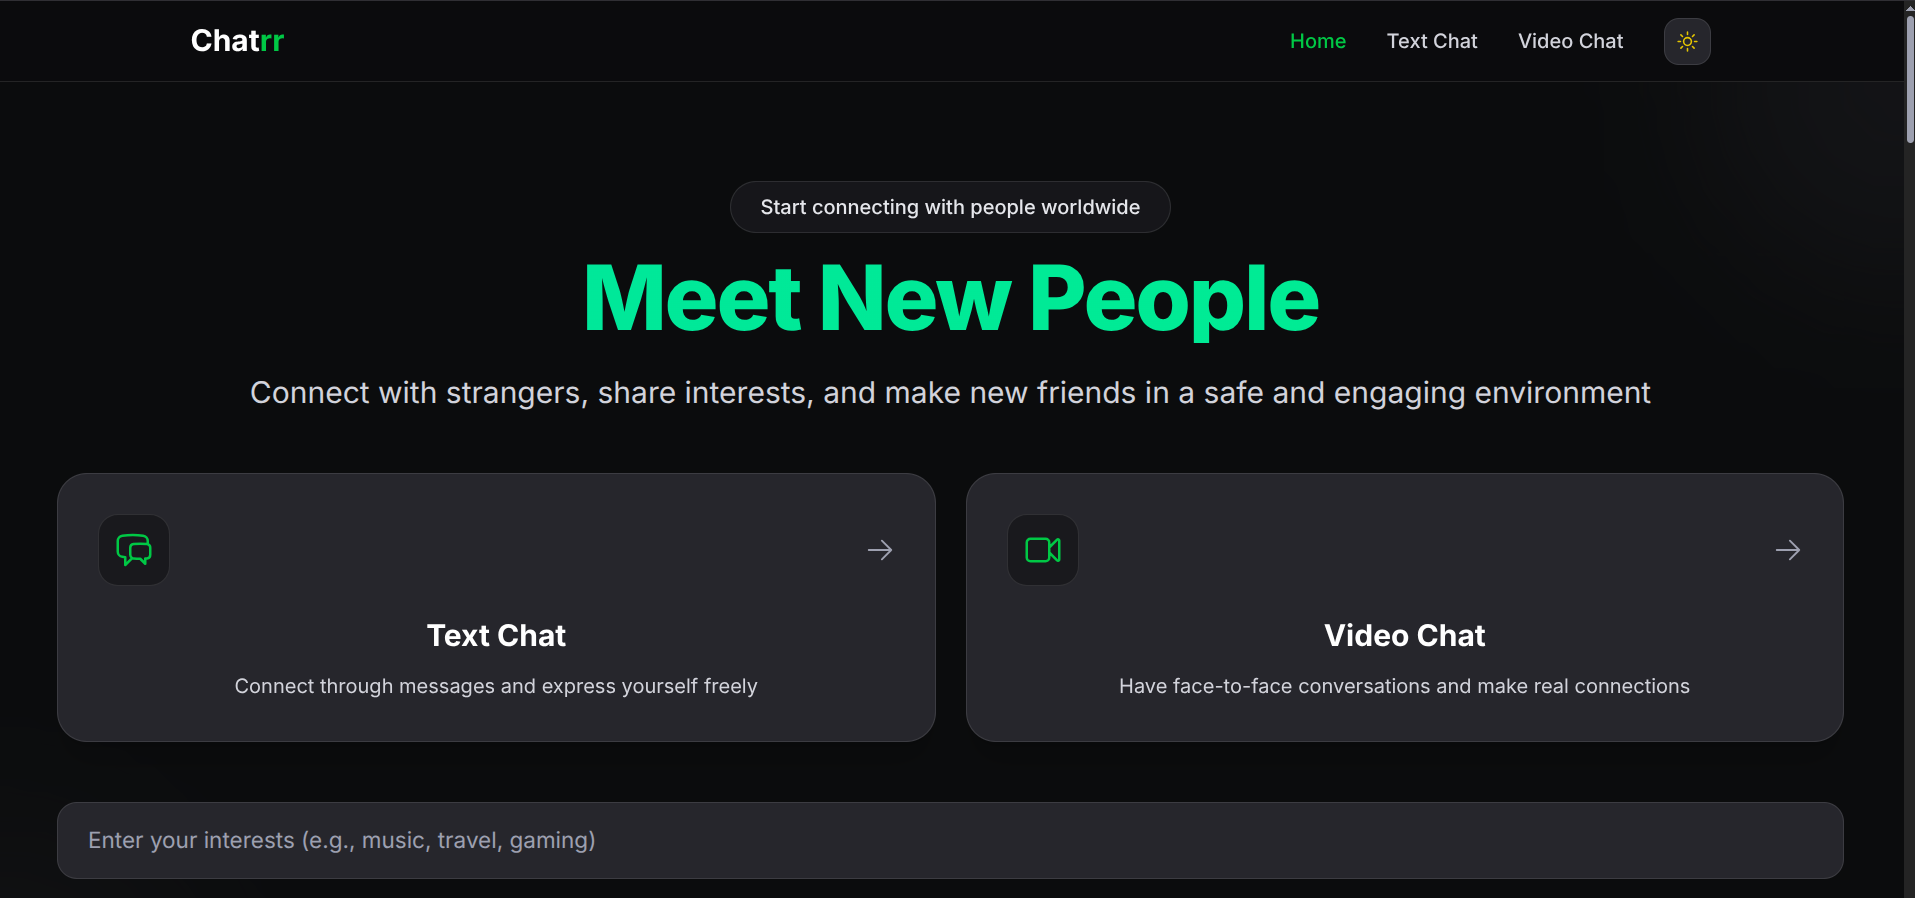 Chatrr
Home
Text Chat
Video Chat
Start connecting with people worldwide
Meet New People
Connect with strangers, share interests, and make new friends in a safe and engaging environment
Text Chat
Connect through messages and express yourself freely
Video Chat
Have face-to-face conversations and make real connections
Enter your interests (e.g., music, travel, gaming)